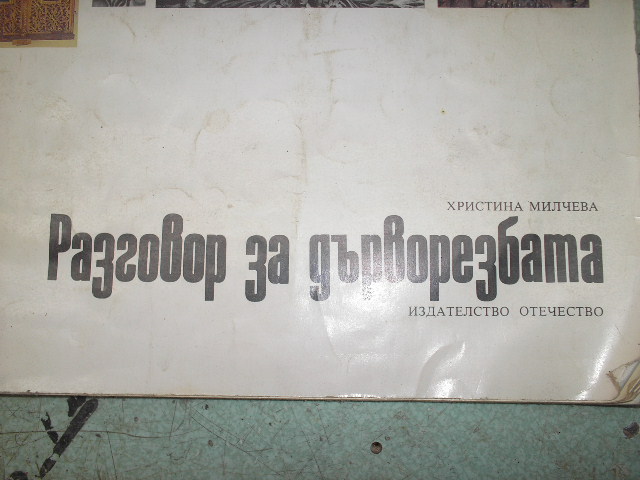 ХРИСТИНА МИЛЧЕВА
Разговор за дърворезбата
ИЗДАТЕЛСТВО ОТЕЧЕСТВО